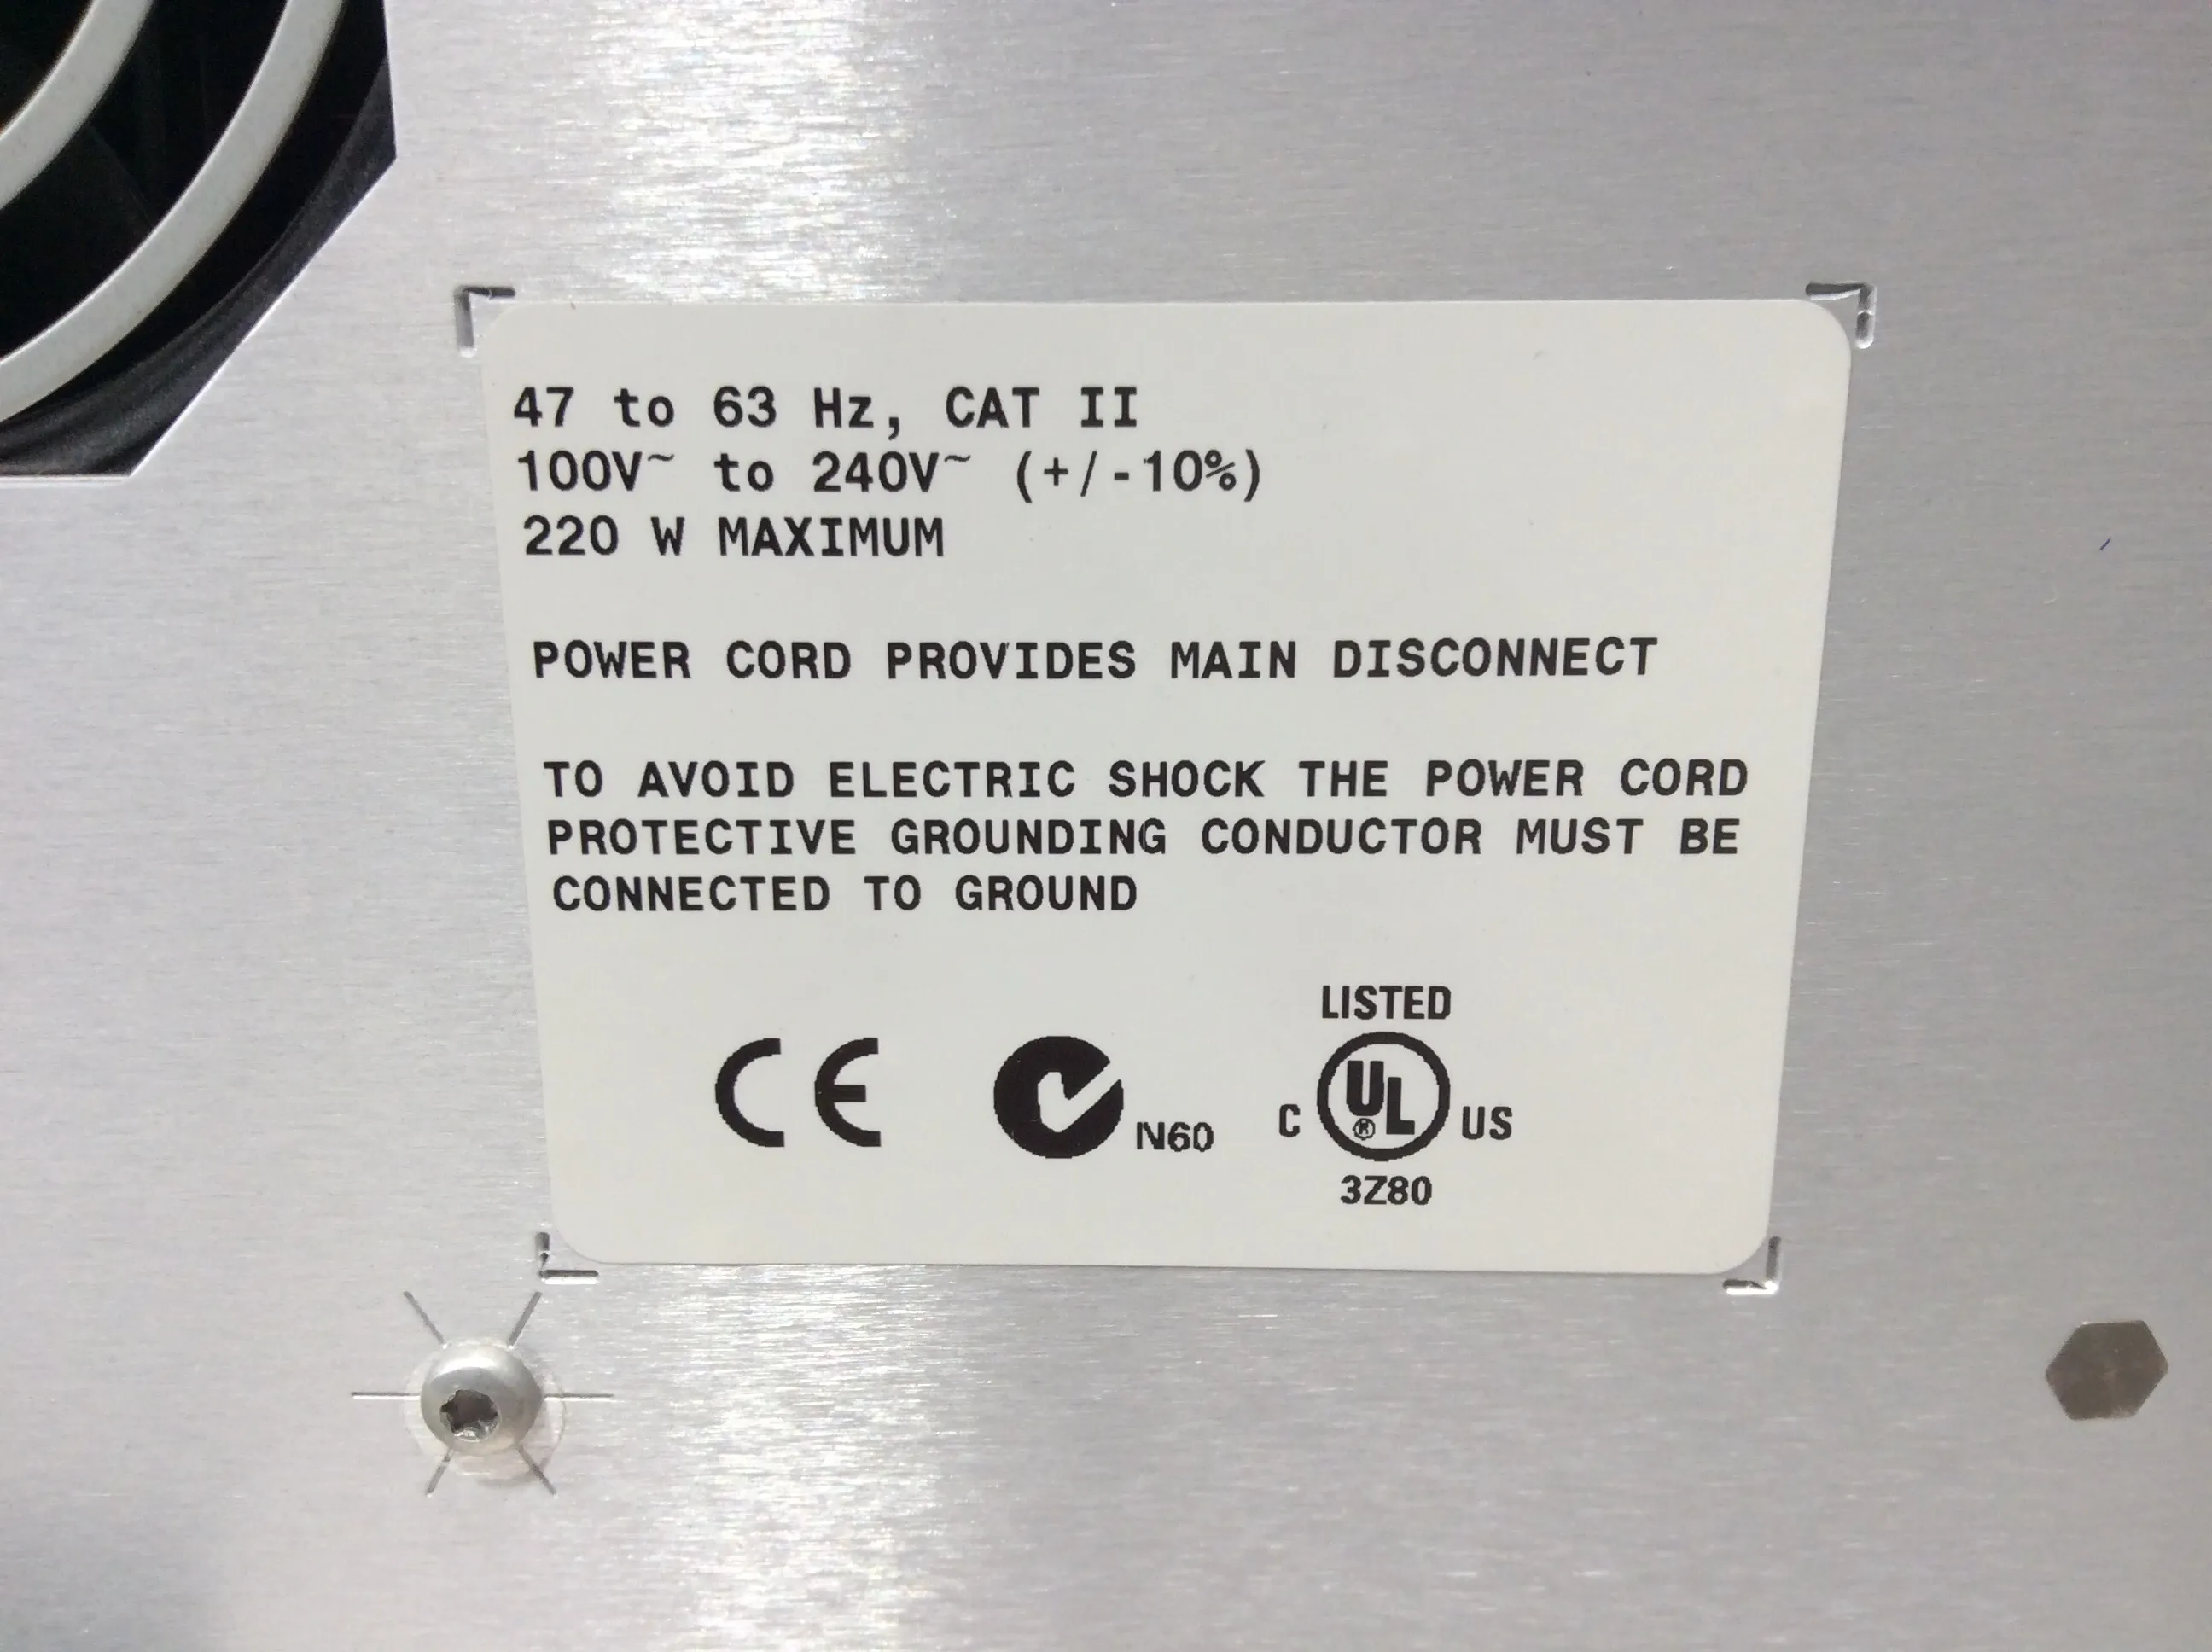 47 to 63 Hz, CAT II
100V~ to 240V~ (+/-10%)
220 W MAXIMUM
POWER CORD PROVIDES MAIN DISCONNECT
TO AVOID ELECTRIC SHOCK THE POWER CORD
PROTECTIVE GROUNDING CONDUCTOR MUST BE
CONNECTED TO GROUND
LISTED
CE N60 C UL® US
3Z80